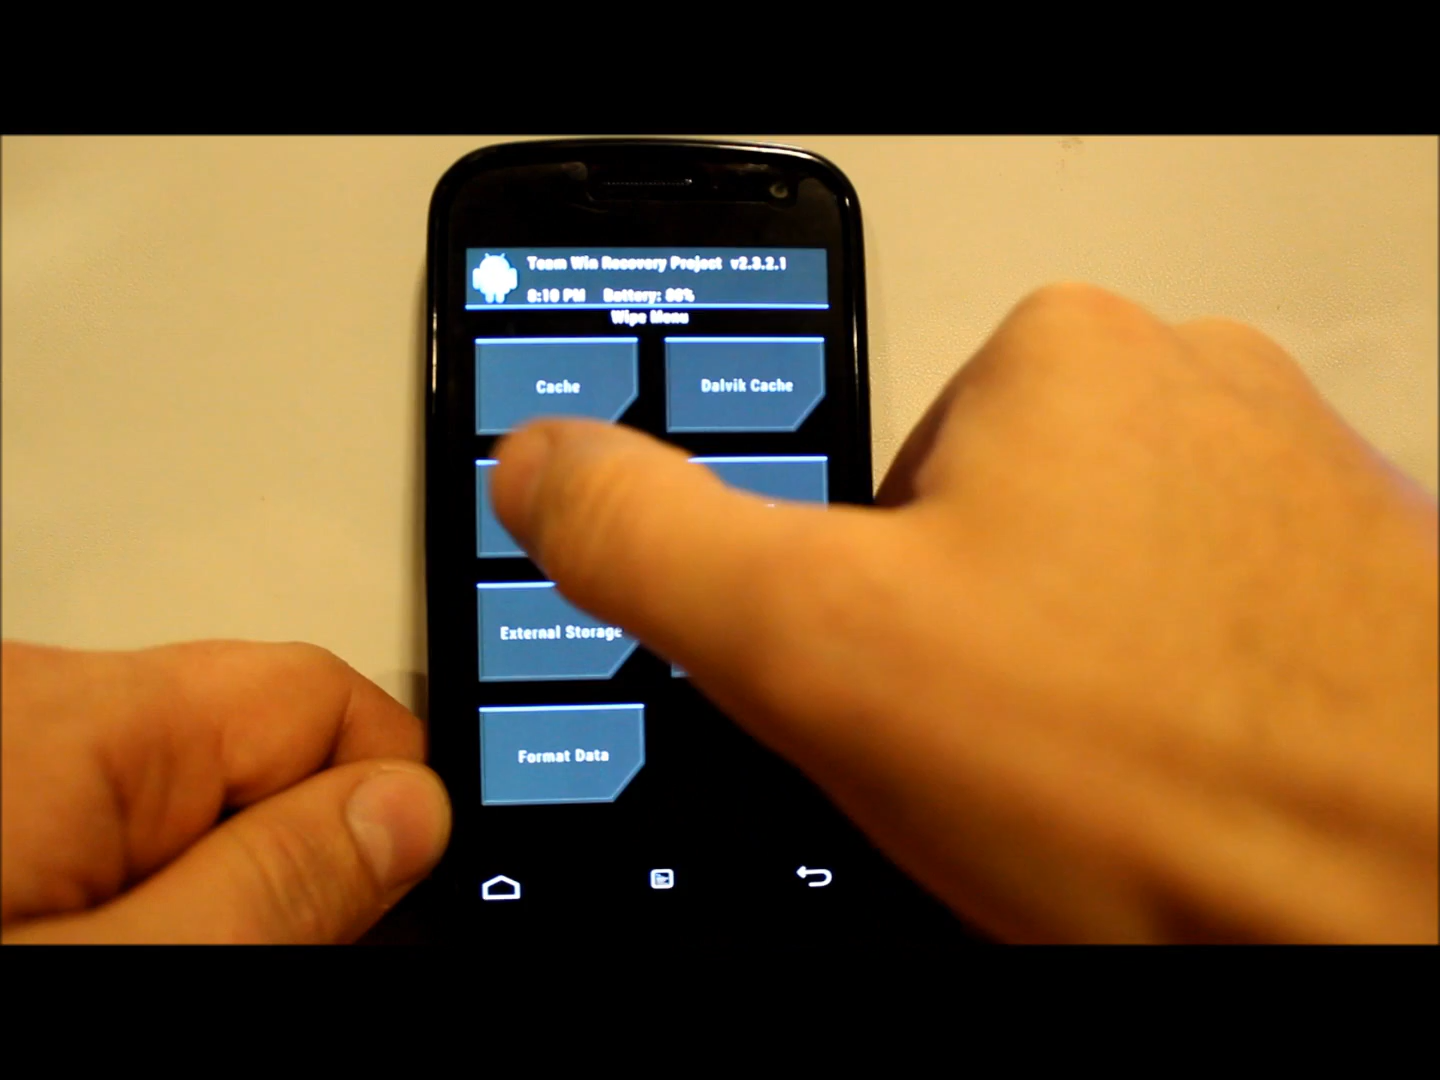 Team Win Recovery Project v2.3.2.1
8:10 PM Battery:
Wipe Menu
Cache
Dalvik Cache
External Storage
Format Data